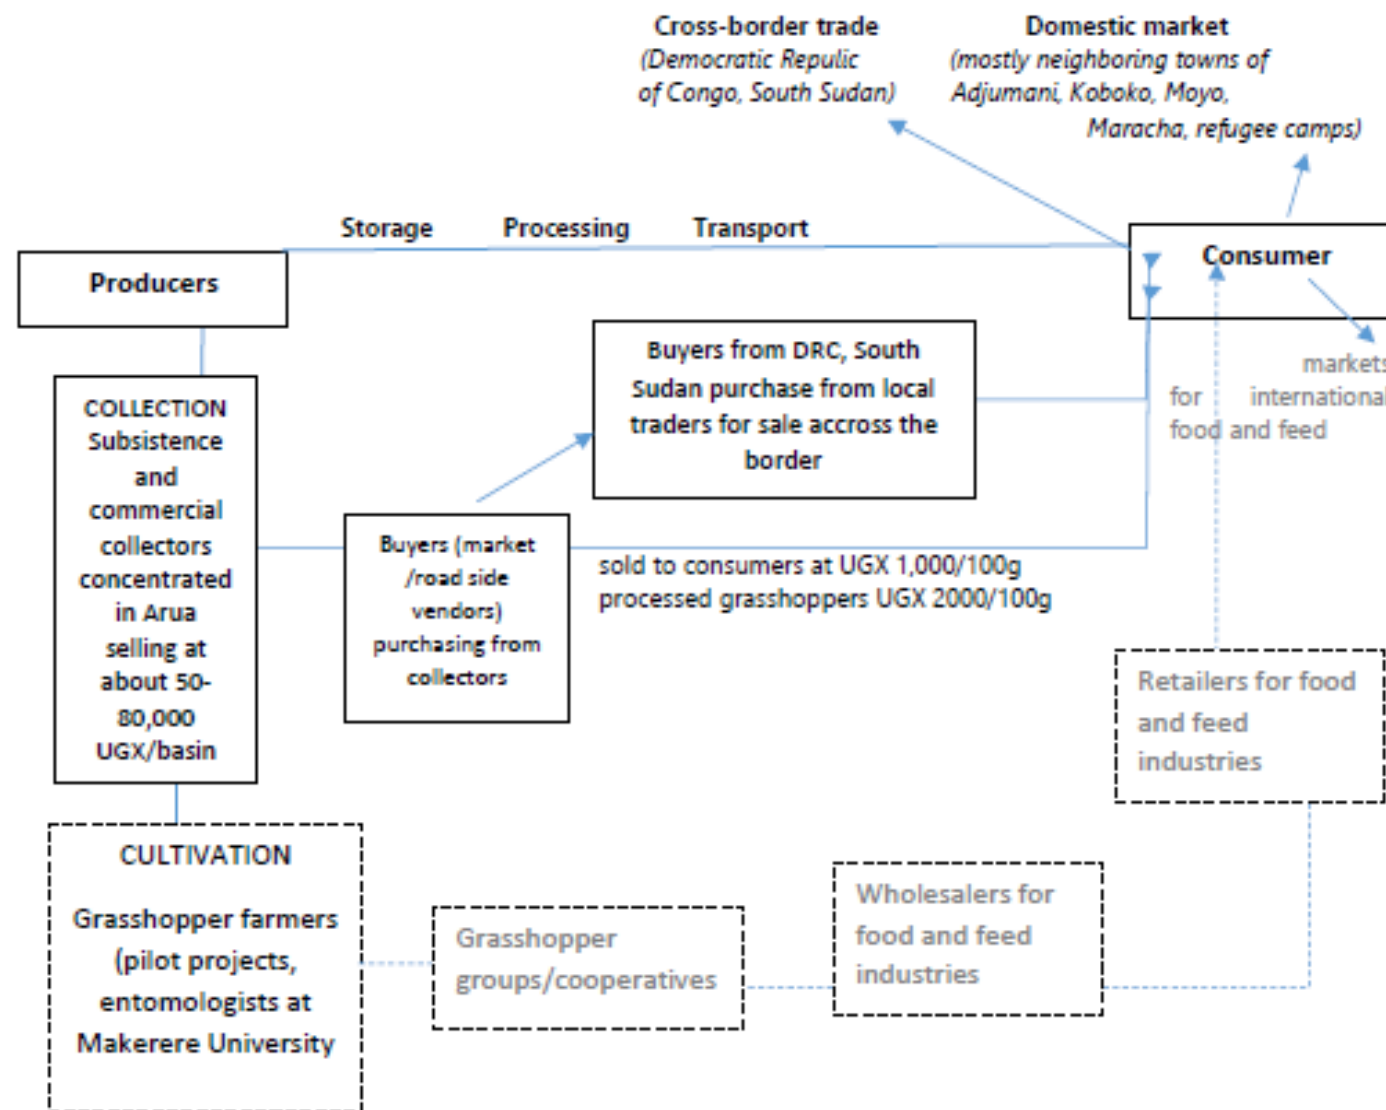 Cross-border trade
(Democratic Repulic
of Congo, South Sudan)
Domestic market
(mostly neighboring towns of
Adjumani, Koboko, Moyo,
Maracha, refugee camps)
Storage Processing Transport
Producers
Consumer
markets
for international
food and feed
Buyers from DRC, South
Sudan purchase from local
traders for sale accross the
border
COLLECTION
Subsistence
and
commercial
collectors
concentrated
in Arua
selling at
about 50-
80,000
UGX/basin
Buyers (market
/road side
vendors)
purchasing from
collectors
sold to consumers at UGX 1,000/100g
processed grasshoppers UGX 2000/100g
Retailers for food
and feed
industries
CULTIVATION
Grasshopper farmers
(pilot projects,
entomologists at
Makerere University
Grasshopper
groups/cooperatives
Wholesalers for
food and feed
industries